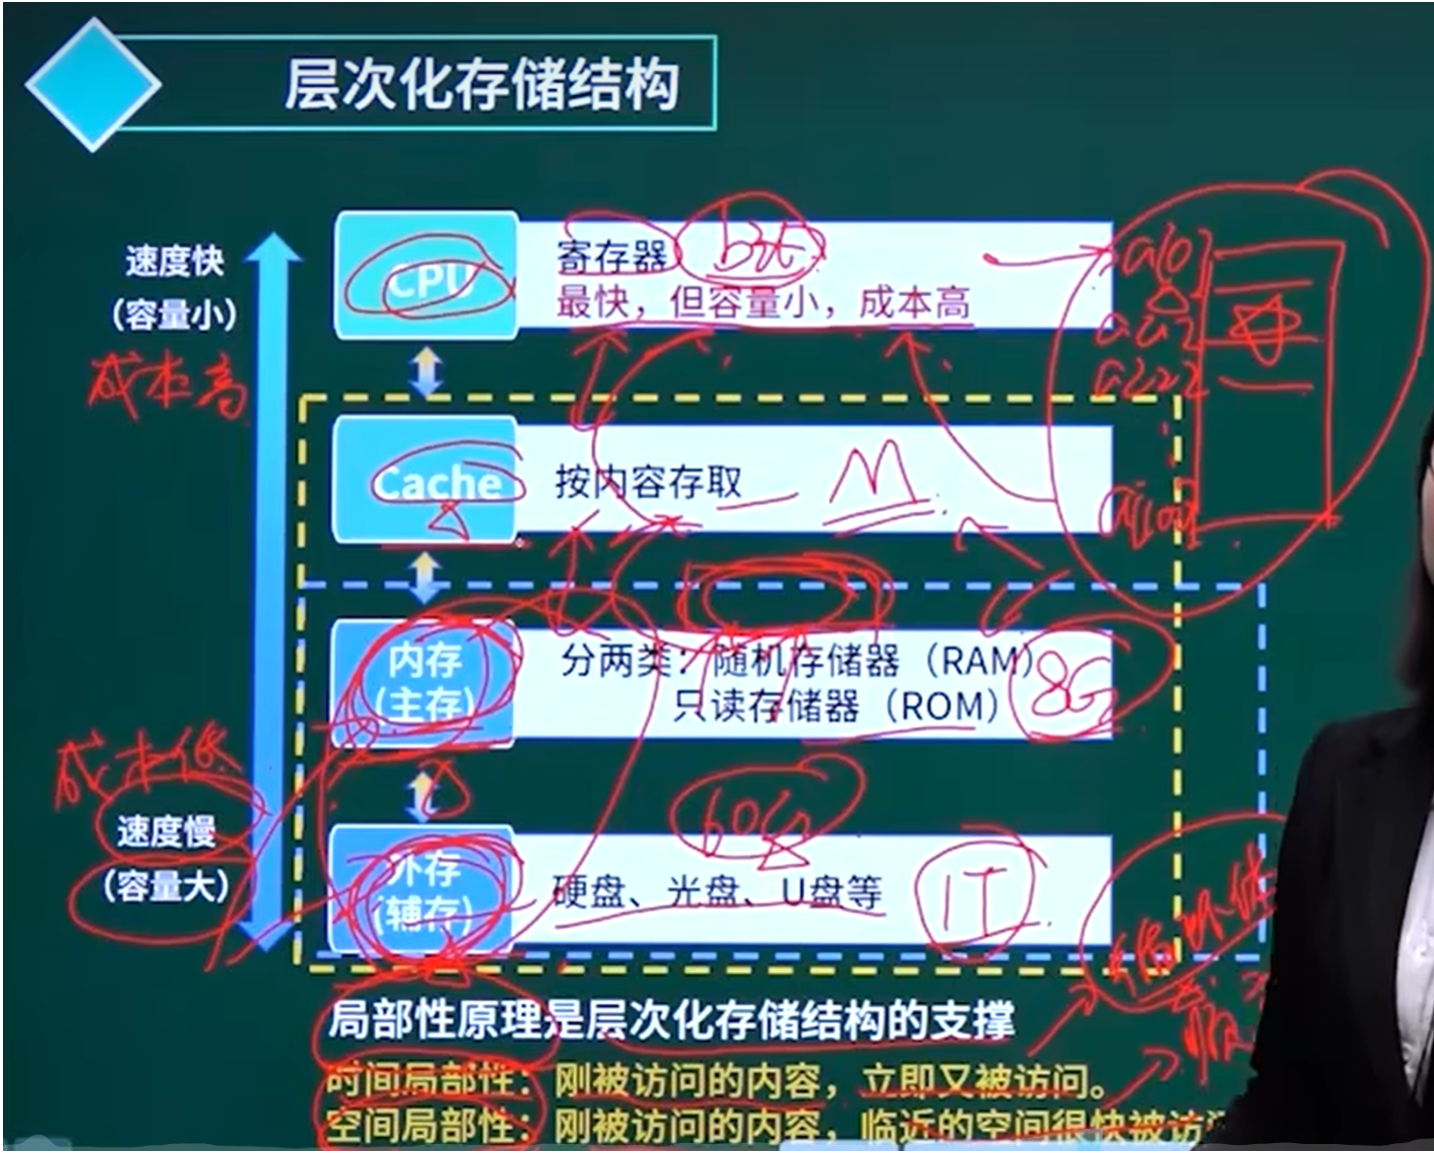 层次化存储结构
速度快
（容量小）
成本高
CPU
寄存器 bit
最快，但容量小，成本高
Cache
按内容存取
M
内存
（主存）
分两类：随机存储器（RAM）
只读存储器（ROM）
8G
成本低
速度慢
（容量大）
外存
（辅存）
60G
硬盘、光盘、U盘等
1T
局部性原理是层次化存储结构的支撑
时间局部性：刚被访问的内容，立即又被访问。
空间局部性：刚被访问的内容，临近的空间很快被访